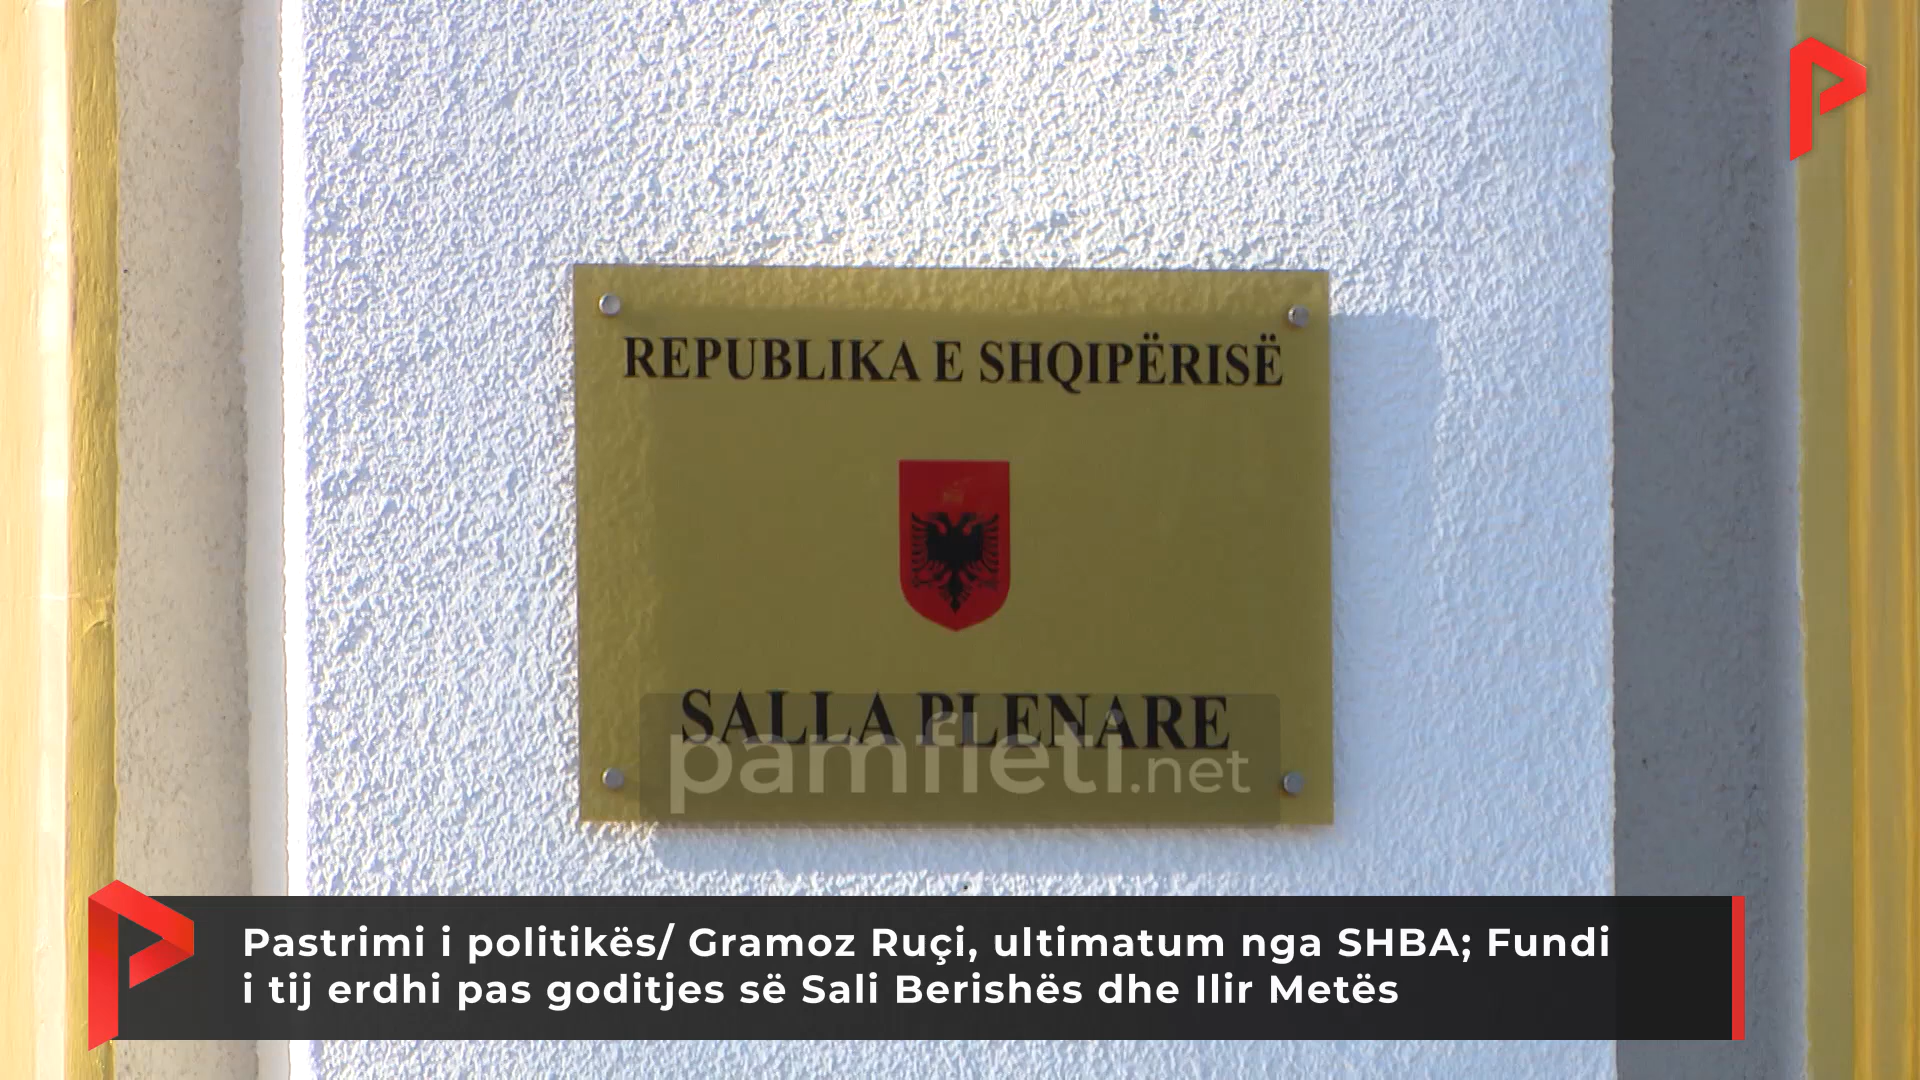 REPUBLIKA E SHQIPËRISË
SALLA PLENARE
pamfleti.net
Pastrimi i politikës/ Gramoz Ruçi, ultimatum nga SHBA; Fundi
i tij erdhi pas goditjes së Sali Berishës dhe Ilir Metës